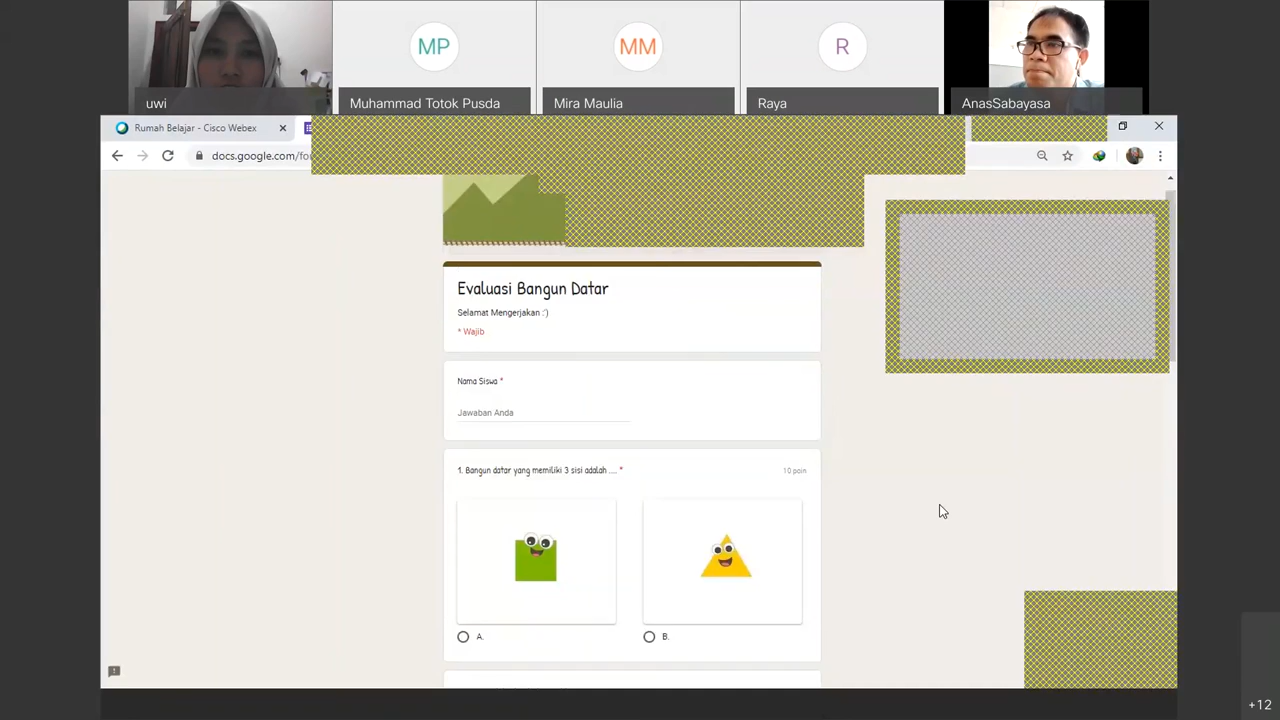 MP
MM
R
uwi
Muhammad Totok Pusda
Mira Maulia
Raya
AnasSabayasa
Rumah Belajar - Cisco Webex
docs.google.com/for
Evaluasi Bangun Datar
Selamat Mengerjakan :')
* Wajib
Nama Siswa *
Jawaban Anda
1. Bangun datar yang memiliki 3 sisi adalah .... *
10 poin
A.
B.
+12